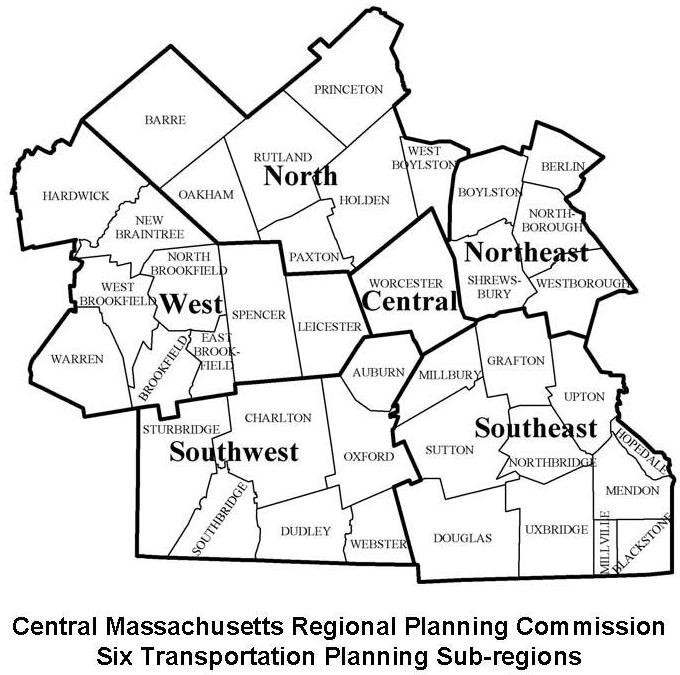 PRINCETON
BARRE
RUTLAND
North
WEST
BOYLSTON
HOLDEN
OAKHAM
PAXTON
BERLIN
BOYLSTON
NORTH-
BOROUGH
Northeast
SHREWS-
BURY
WESTBOROUGH
HARDWICK
NEW
BRAINTREE
NORTH
BROOKFIELD
WEST
BROOKFIELD
West
SPENCER
LEICESTER
WARREN
BROOKFIELD
EAST
BROOK-
FIELD
WORCESTER
Central
AUBURN
MILLBURY
GRAFTON
UPTON
SUTTON
Southeast
NORTHBRIDGE
HOPEDALE
MENDON
DOUGLAS
UXBRIDGE
MILLVILLE
BLACKSTONE
STURBRIDGE
CHARLTON
Southwest
OXFORD
SOUTHBRIDGE
DUDLEY
WEBSTER
Central Massachusetts Regional Planning Commission
Six Transportation Planning Sub-regions